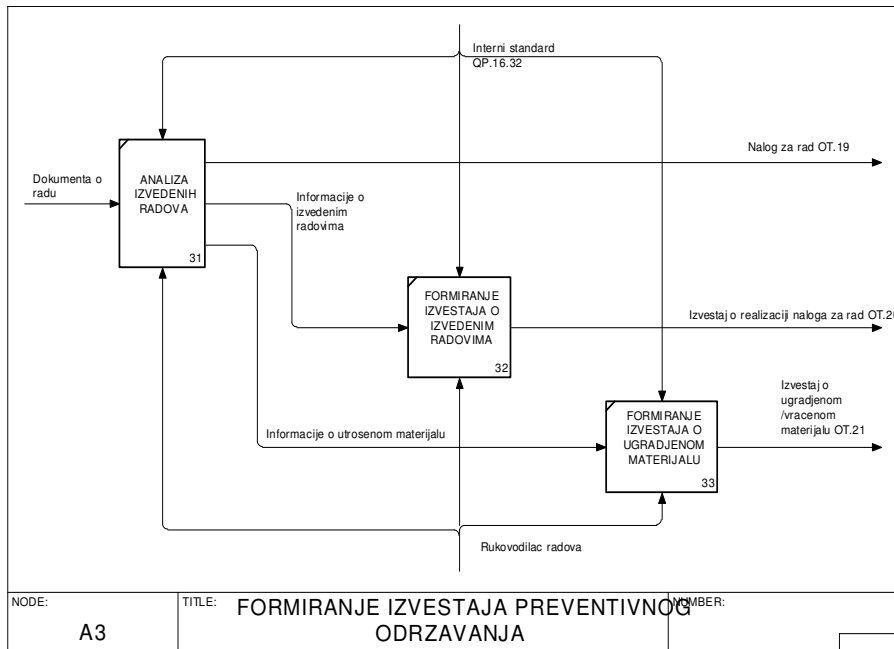 Interni standard
QP.16.32
Nalog za rad OT.19
Dokumenta o
radu
ANALIZA
IZVEDENIH
RADOVA
31
Informacije o
izvedenim
radovima
FORMIRANJE
IZVESTAJA O
IZVEDENIM
RADOVIMA
32
Izvestaj o realizaciji naloga za rad OT.20
Izvestaj o
ugradjenom
/vracenom
materijalu OT.21
Informacije o utrosenom materijalu
FORMIRANJE
IZVESTAJA O
UGRADJENOM
MATERIJALU
33
Rukovodilac radova
NODE:
A3
TITLE:
FORMIRANJE IZVESTAJA PREVENTIVNOG
ODRZAVANJA
NUMBER: